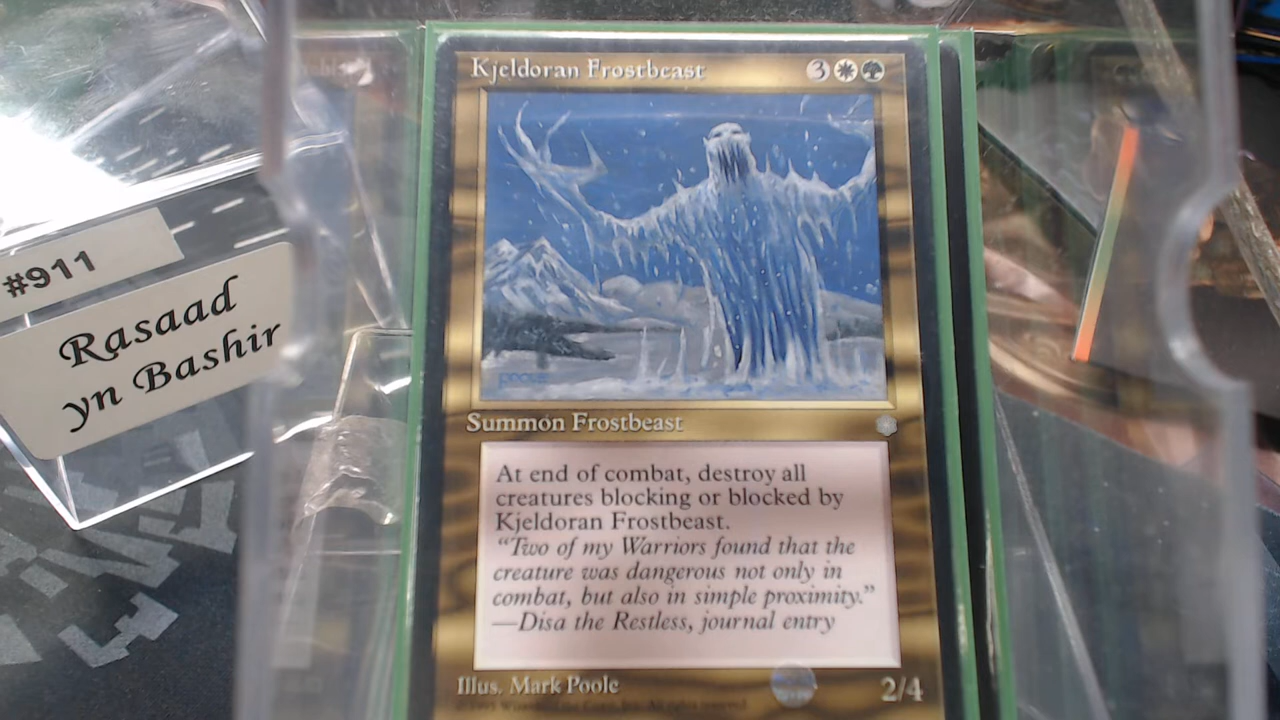 Kjeldoran Frostbeast
3
#911
Rasaad
yn Bashir
poole
Summon Frostbeast
At end of combat, destroy all
creatures blocking or blocked by
Kjeldoran Frostbeast.
“Two of my Warriors found that the
creature was dangerous not only in
combat, but also in simple proximity.”
—Disa the Restless, journal entry
Illus. Mark Poole
2/4